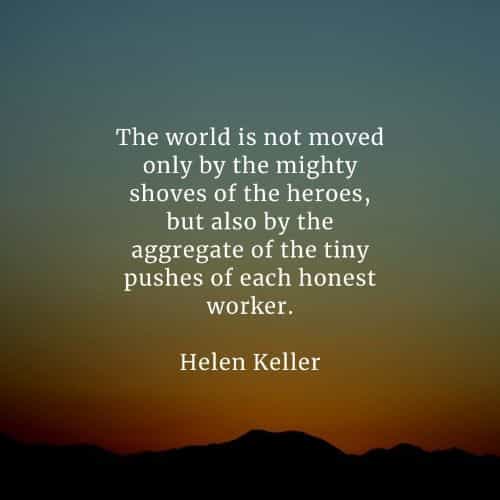 The world is not moved
only by the mighty
shoves of the heroes,
but also by the
aggregate of the tiny
pushes of each honest
worker.
Helen Keller